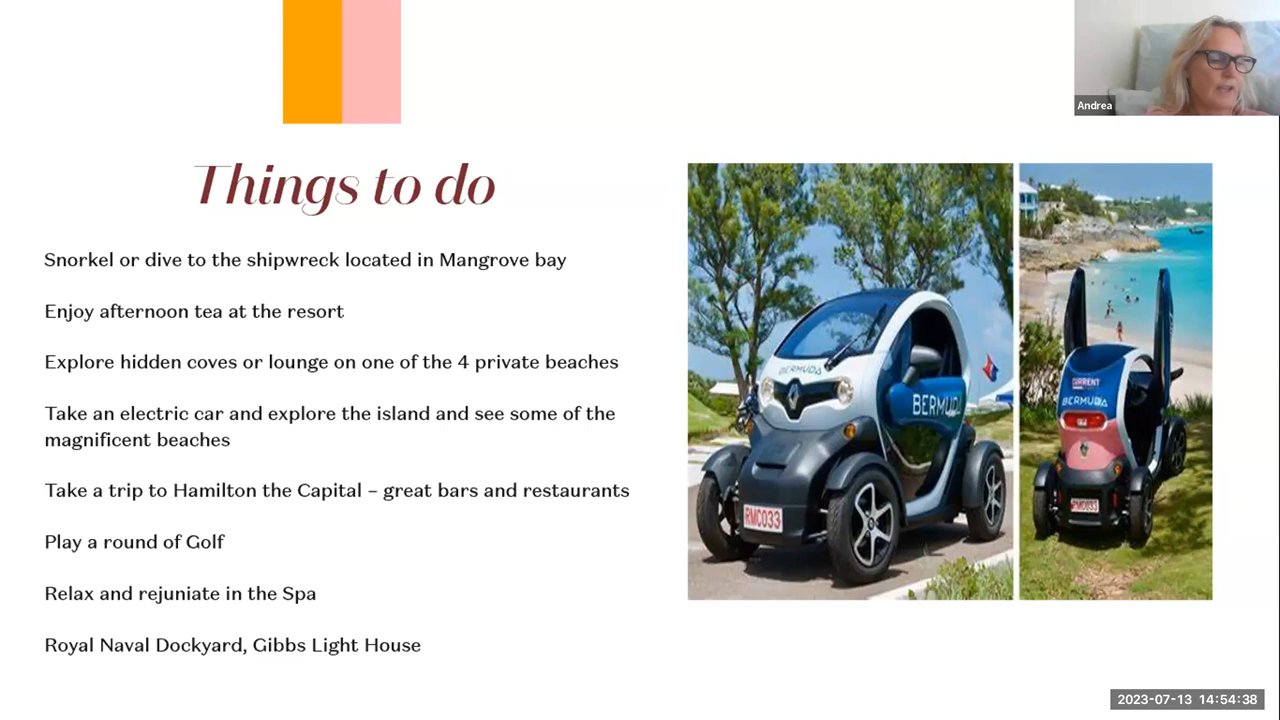 Andrea
Things to do
Snorkel or dive to the shipwreck located in Mangrove bay
Enjoy afternoon tea at the resort
Explore hidden coves or lounge on one of the 4 private beaches
Take an electric car and explore the island and see some of the
magnificent beaches
Take a trip to Hamilton the Capital – great bars and restaurants
Play a round of Golf
Relax and rejuniate in the Spa
Royal Naval Dockyard, Gibbs Light House
BERMUDA
BERMUDA
RMC033
CURRENT
BERMUDA
RMC033
2023-07-13 14:54:38